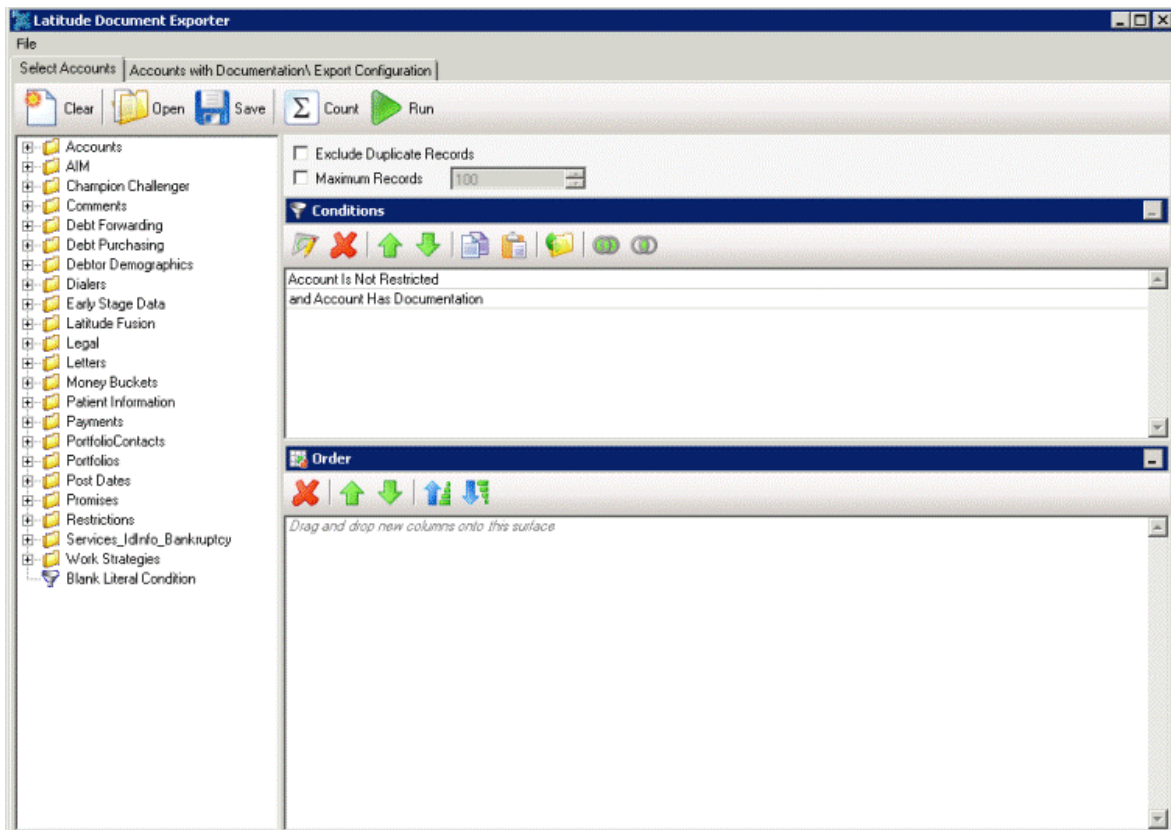 Latitude Document Exporter
File
Select Accounts Accounts with Documentation\ Export Configuration
Clear Open Save Σ Count Run
Accounts
AIM
Champion Challenger
Comments
Debt Forwarding
Debt Purchasing
Debtor Demographics
Dialers
Early Stage Data
Latitude Fusion
Legal
Letters
Money Buckets
Patient Information
Payments
PortfolioContacts
Portfolios
Post Dates
Promises
Restrictions
Services_IdInfo_Bankruptcy
Work Strategies
Blank Literal Condition
Exclude Duplicate Records
Maximum Records 100
Conditions
Account Is Not Restricted
and Account Has Documentation
Order
Drag and drop new columns onto this surface